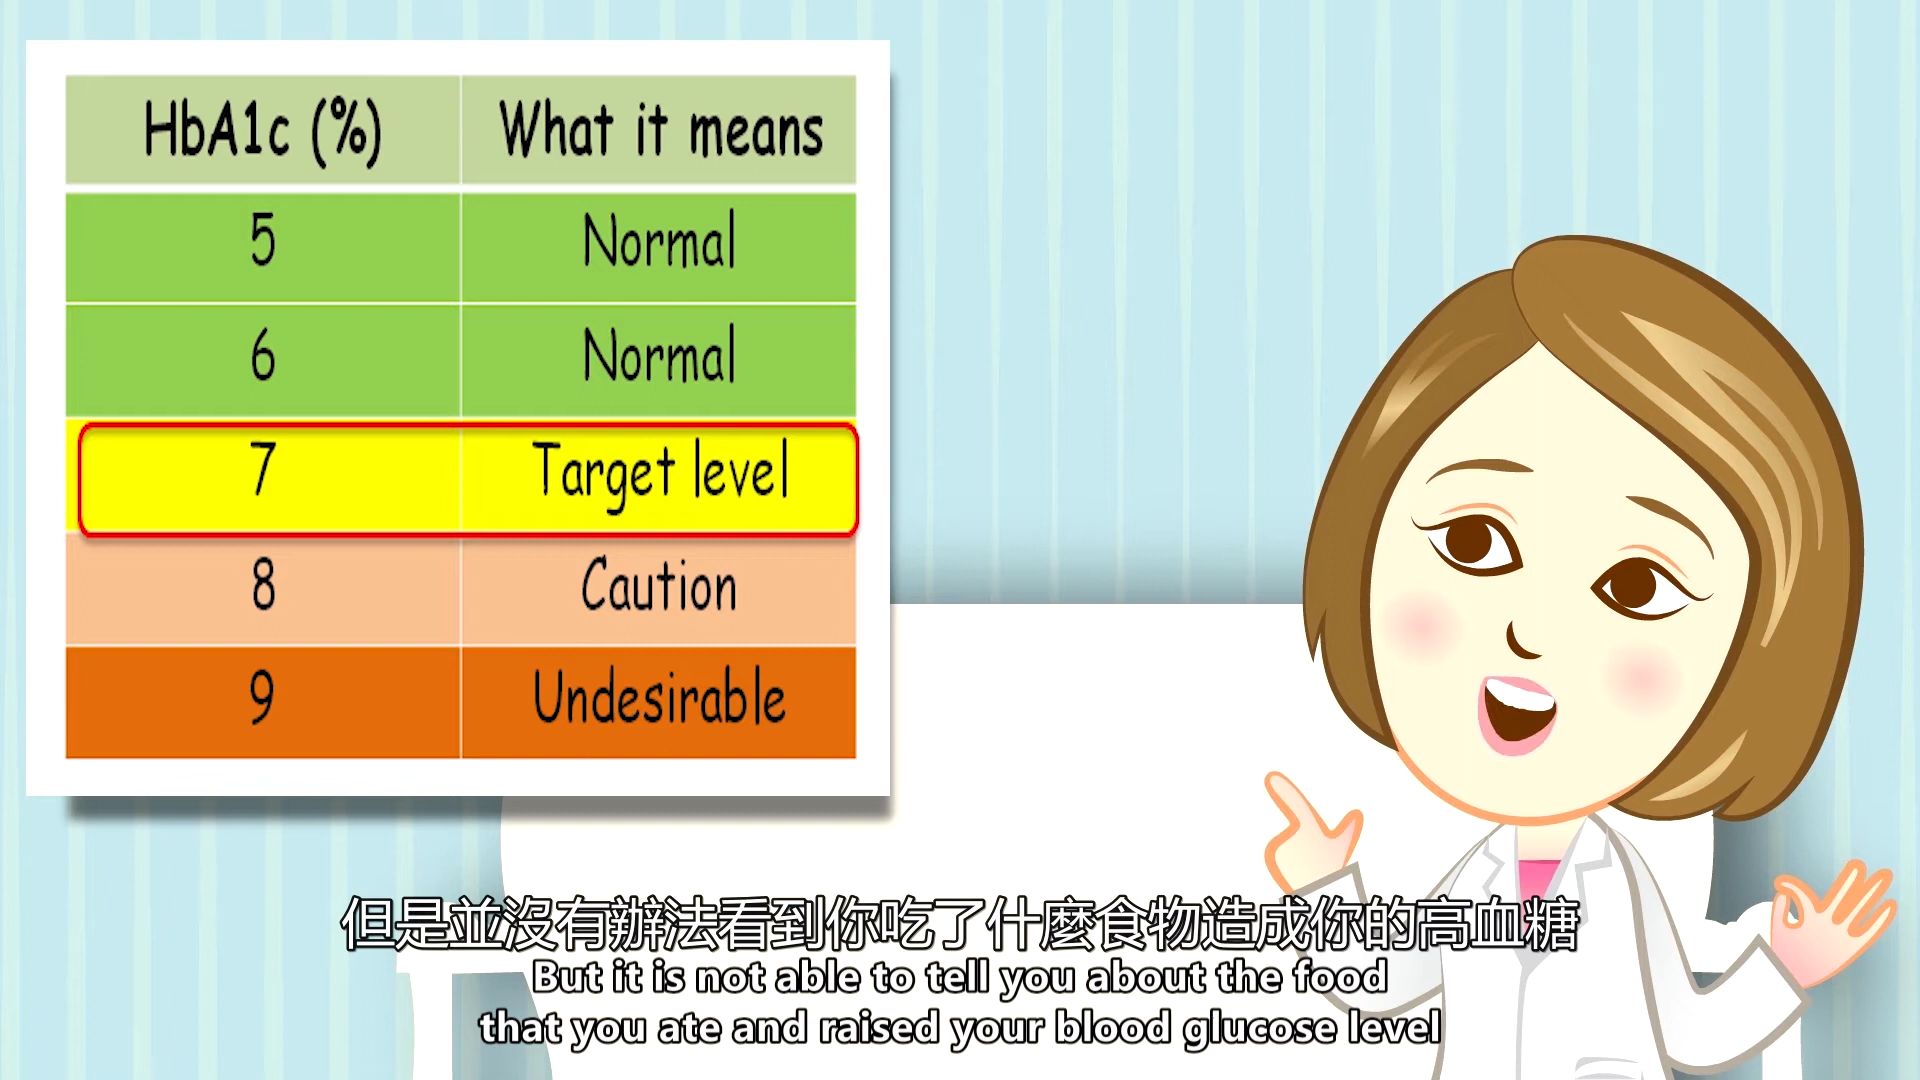 HbA1c (%) What it means
5 Normal
6 Normal
7 Target level
8 Caution
9 Undesirable
但是並沒有辦法看到你吃了什麼食物造成你的高血糖
But it is not able to tell you about the food
that you ate and raised your blood glucose level